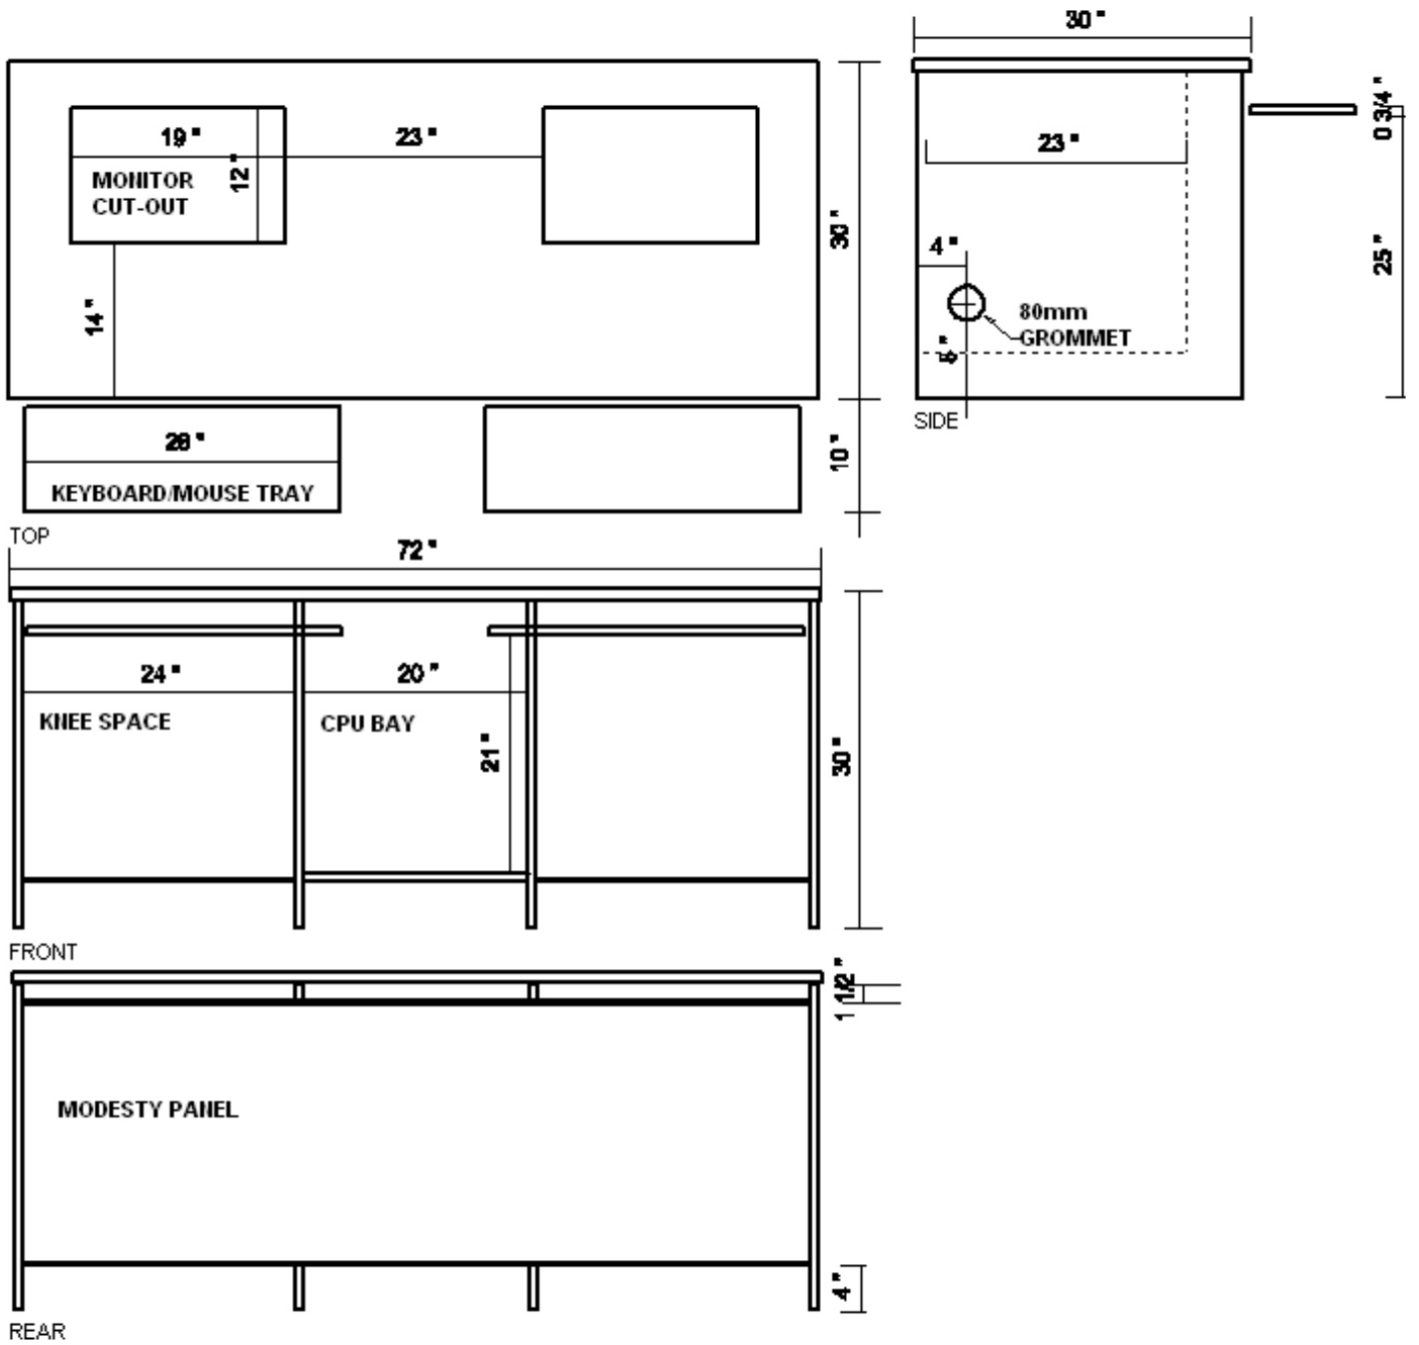 30"
19"
23"
12"
MONITOR
CUT-OUT
14"
30"
0 3/4"
23"
4"
25"
80mm
GROMMET
SIDE
28"
10"
KEYBOARD/MOUSE TRAY
TOP
72"
24"
20"
KNEE SPACE
CPU BAY
21"
30"
FRONT
1 1/2"
MODESTY PANEL
4"
REAR